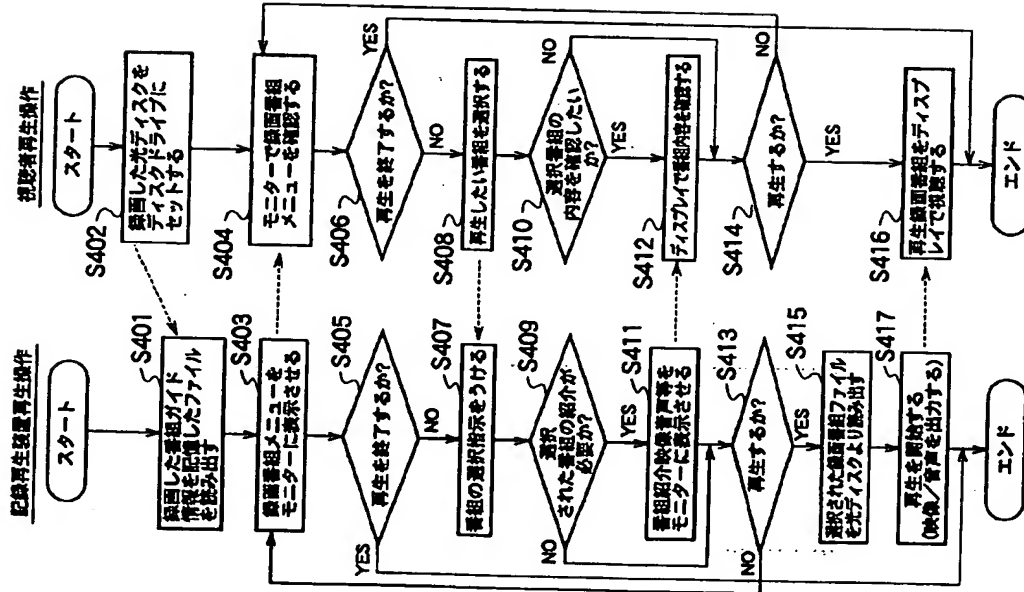 記録再生装置再生操作
スタート
S401
録画した番組ガイド
情報を記憶したファイル
を読み出す
S403
録画番組メニューを
モニターに表示させる
S405
再生を終了するか?
YES
NO
S407
番組の選択指示をうける
S409
選択
された番組の紹介が
必要か?
NO
YES
S411
番組紹介映像音声等を
モニターに表示させる
S413
再生するか?
NO
YES
S415
選択された録画番組ファイル
を光ディスクより読み出す
S417
再生を開始する
(映像/音声を出力する)
エンド
視聴者再生操作
スタート
S402
録画した光ディスクを
ディスクドライブに
セットする
S404
モニターで録画番組
メニューを確認する
S406
再生を終了するか?
YES
NO
S408
再生したい番組を選択する
S410
選択番組の
内容を確認したい
か?
NO
YES
S412
ディスプレイで番組内容を確認する
S414
再生するか?
NO
YES
S416
再生録画番組をディスプ
レイで視聴する
エンド